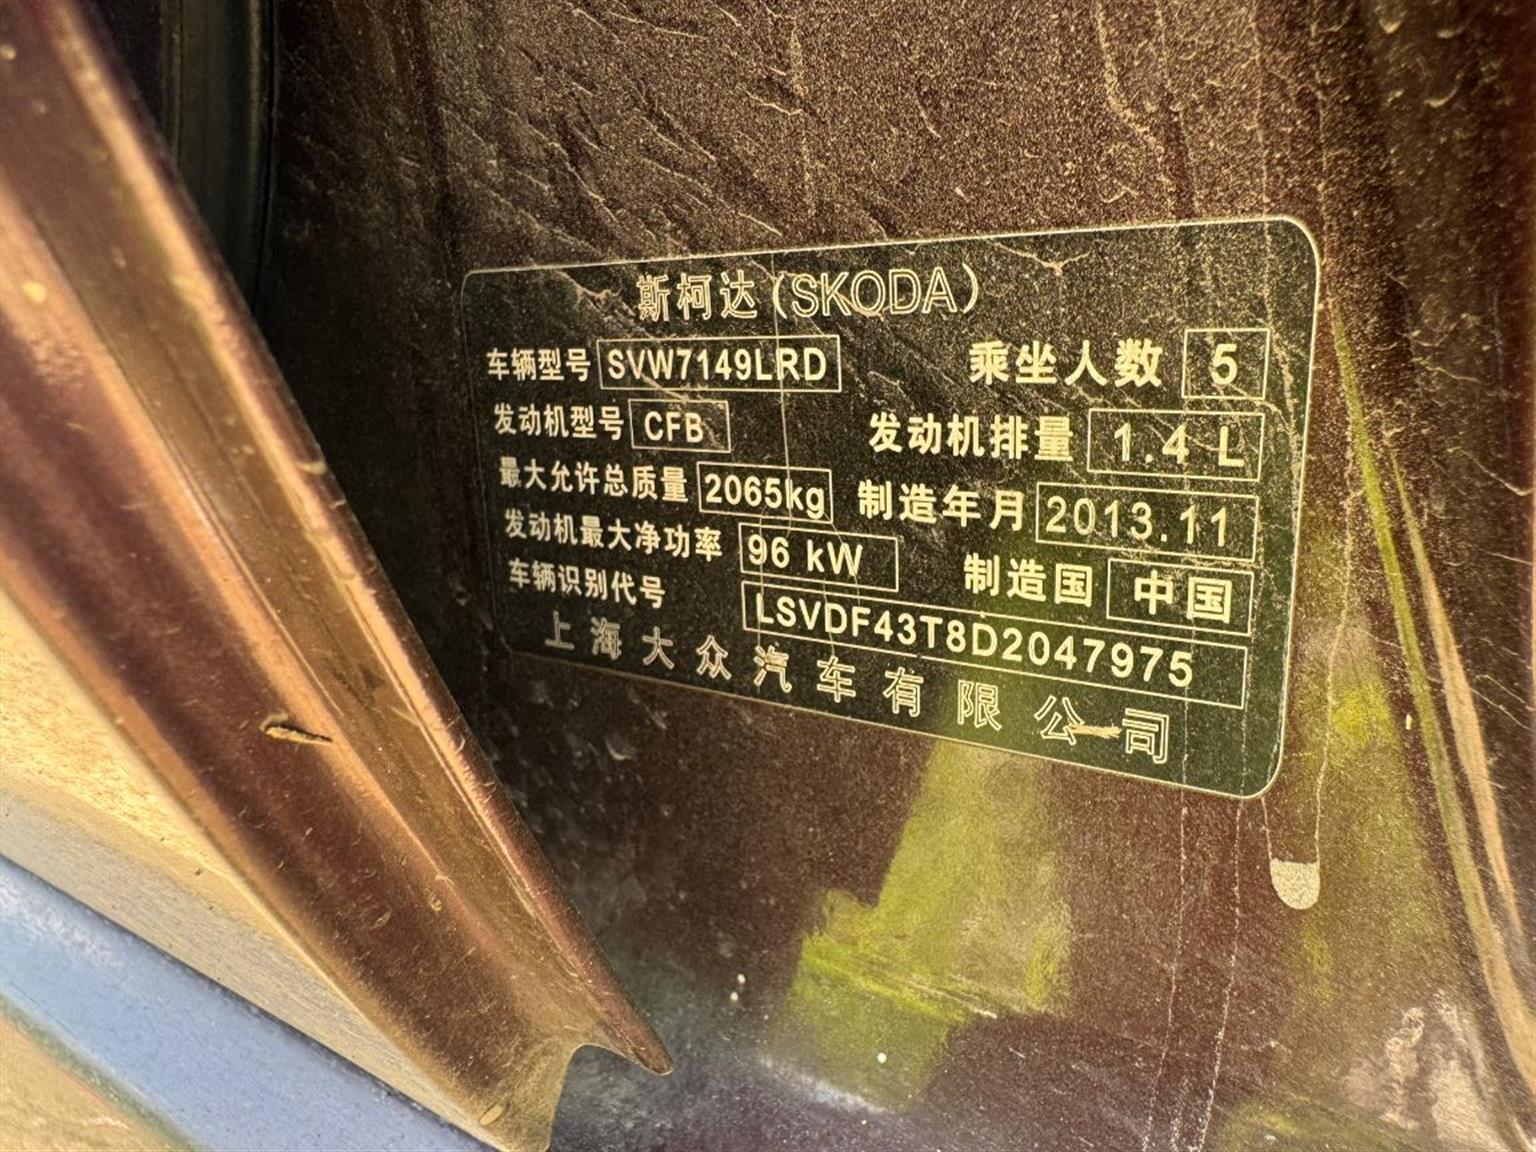 斯柯达(SKODA)
车辆型号 SVW7149LRD 乘坐人数 5
发动机型号 CFB 发动机排量 1.4 L
最大允许总质量 2065kg 制造年月 2013.11
发动机最大净功率 96 kW 制造国 中国
车辆识别代号 LSVDF43T8D2047975
上海大众汽车有限公司